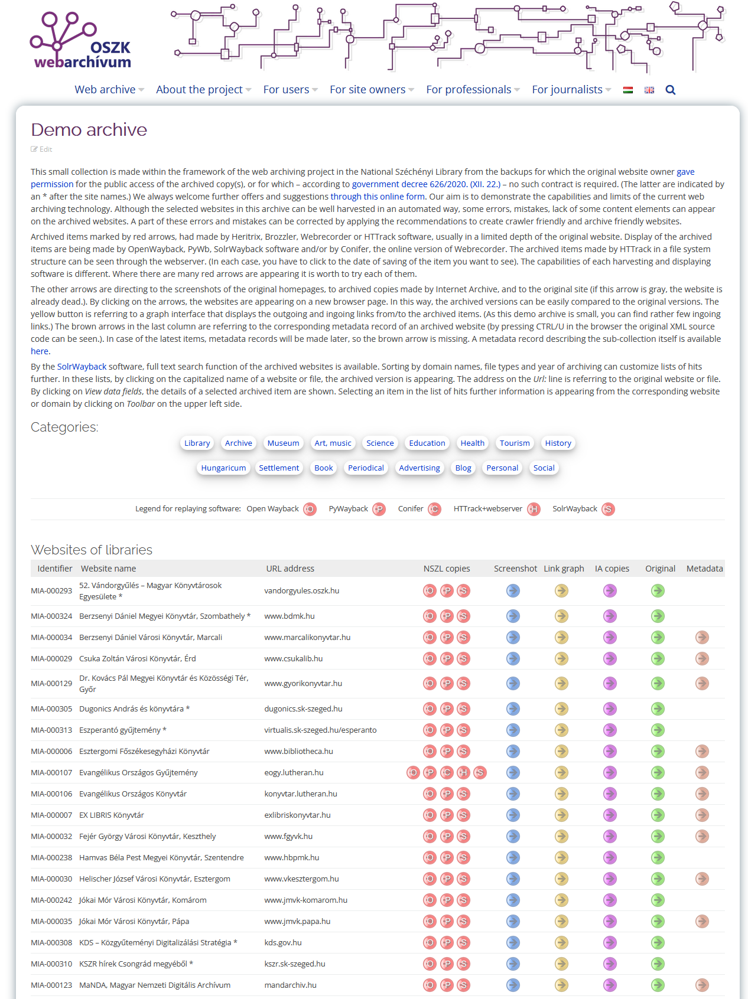 OSZK
webarchívum
Web archive About the project For users For site owners For professionals For journalists
Demo archive
Edit
This small collection is made within the framework of the web archiving project in the National Széchényi Library from the backups for which the original website owner gave
permission for the public access of the archived copy(s), or for which – according to government decree 626/2020. (XII. 22.) – no such contract is required. (The latter are indicated by
an * after the site names.) We always welcome further offers and suggestions through this online form. Our aim is to demonstrate the capabilities and limits of the current web
archiving technology. Although the selected websites in this archive can be well harvested in an automated way, some errors, mistakes, lack of some content elements can appear
on the archived websites. A part of these errors and mistakes can be corrected by applying the recommendations to create crawler friendly and archive friendly websites.
Archived items marked by red arrows, had made by Heritrix, Brozzler, Webrecorder or HTTrack software, usually in a limited depth of the original website. Display of the archived
items are being made by OpenWayback, PyWb, SolrWayback software and/or by Conifer, the online version of Webrecorder. The archived items made by HTTrack in a file system
structure can be seen through the webserver. (In each case, you have to click to the date of saving of the item you want to see). The capabilities of each harvesting and displaying
software is different. Where there are many red arrows are appearing it is worth to try each of them.
The other arrows are directing to the screenshots of the original homepages, to archived copies made by Internet Archive, and to the original site (if this arrow is gray, the website is
already dead.). By clicking on the arrows, the websites are appearing on a new browser page. In this way, the archived versions can be easily compared to the original versions. The
yellow button is referring to a graph interface that displays the outgoing and ingoing links from/to the archived items. (As this demo archive is small, you can find rather few ingoing
links.) The brown arrows in the last column are referring to the corresponding metadata record of an archived website (by pressing CTRL/U in the browser the original XML source
code can be seen.). In case of the latest items, metadata records will be made later, so the brown arrow is missing. A metadata record describing the sub-collection itself is available
here.
By the SolrWayback software, full text search function of the archived websites is available. Sorting by domain names, file types and year of archiving can customize lists of hits
further. In these lists, by clicking on the capitalized name of a website or file, the archived version is appearing. The address on the Url: line is referring to the original website or file.
By clicking on View data fields, the details of a selected archived item are shown. Selecting an item in the list of hits further information is appearing from the corresponding website
or domain by clicking on Toolbar on the upper left side.
Categories:
Library Archive Museum Art, music Science Education Health Tourism History
Hungaricum Settlement Book Periodical Advertising Blog Personal Social
Legend for replaying software: Open Wayback O PyWayback P Conifer C HTTrack+webserver H SolrWayback S
Websites of libraries
Identifier Website name URL address NSZL copies Screenshot Link graph IA copies Original Metadata
MIA-000293 52. Vándorgyűlés – Magyar Könyvtárosok
Egyesülete * vandorgyules.oszk.hu O P S
MIA-000324 Berzsenyi Dániel Megyei Könyvtár, Szombathely * www.bdmk.hu O P S
MIA-000034 Berzsenyi Dániel Városi Könyvtár, Marcali www.marcalikonyvtar.hu O P S
MIA-000029 Csuka Zoltán Városi Könyvtár, Érd www.csukalib.hu O P S
MIA-000129 Dr. Kovács Pál Megyei Könyvtár és Közösségi Tér,
Győr www.gyorikonyvtar.hu O P S
MIA-000305 Dugonics András és könyvtára * dugonics.sk-szeged.hu O P S
MIA-000313 Eszperantó gyűjtemény * virtualis.sk-szeged.hu/esperanto O P S
MIA-000006 Esztergomi Főszékesegyházi Könyvtár www.bibliotheca.hu O P S
MIA-000107 Evangélikus Országos Gyűjtemény eogy.lutheran.hu O P C H S
MIA-000106 Evangélikus Országos Könyvtár konyvtar.lutheran.hu O P S
MIA-000007 EX LIBRIS Könyvtár exlibriskonyvtar.hu O P S
MIA-000032 Fejér György Városi Könyvtár, Keszthely www.fgyvk.hu O P S
MIA-000238 Hamvas Béla Pest Megyei Könyvtár, Szentendre www.hbpmk.hu O P S
MIA-000030 Helischer József Városi Könyvtár, Esztergom www.vkesztergom.hu O P S
MIA-000242 Jókai Mór Városi Könyvtár, Komárom www.jmvk-komarom.hu O P S
MIA-000035 Jókai Mór Városi Könyvtár, Pápa www.jmvk.papa.hu O P S
MIA-000308 KDS – Közgyűteményi Digitalizálási Stratégia * kds.gov.hu O P S
MIA-000310 KSZR hírek Csongrád megyéből * kszr.sk-szeged.hu O P S
MIA-000123 MaNDA, Magyar Nemzeti Digitális Archívum mandarchiv.hu O P S